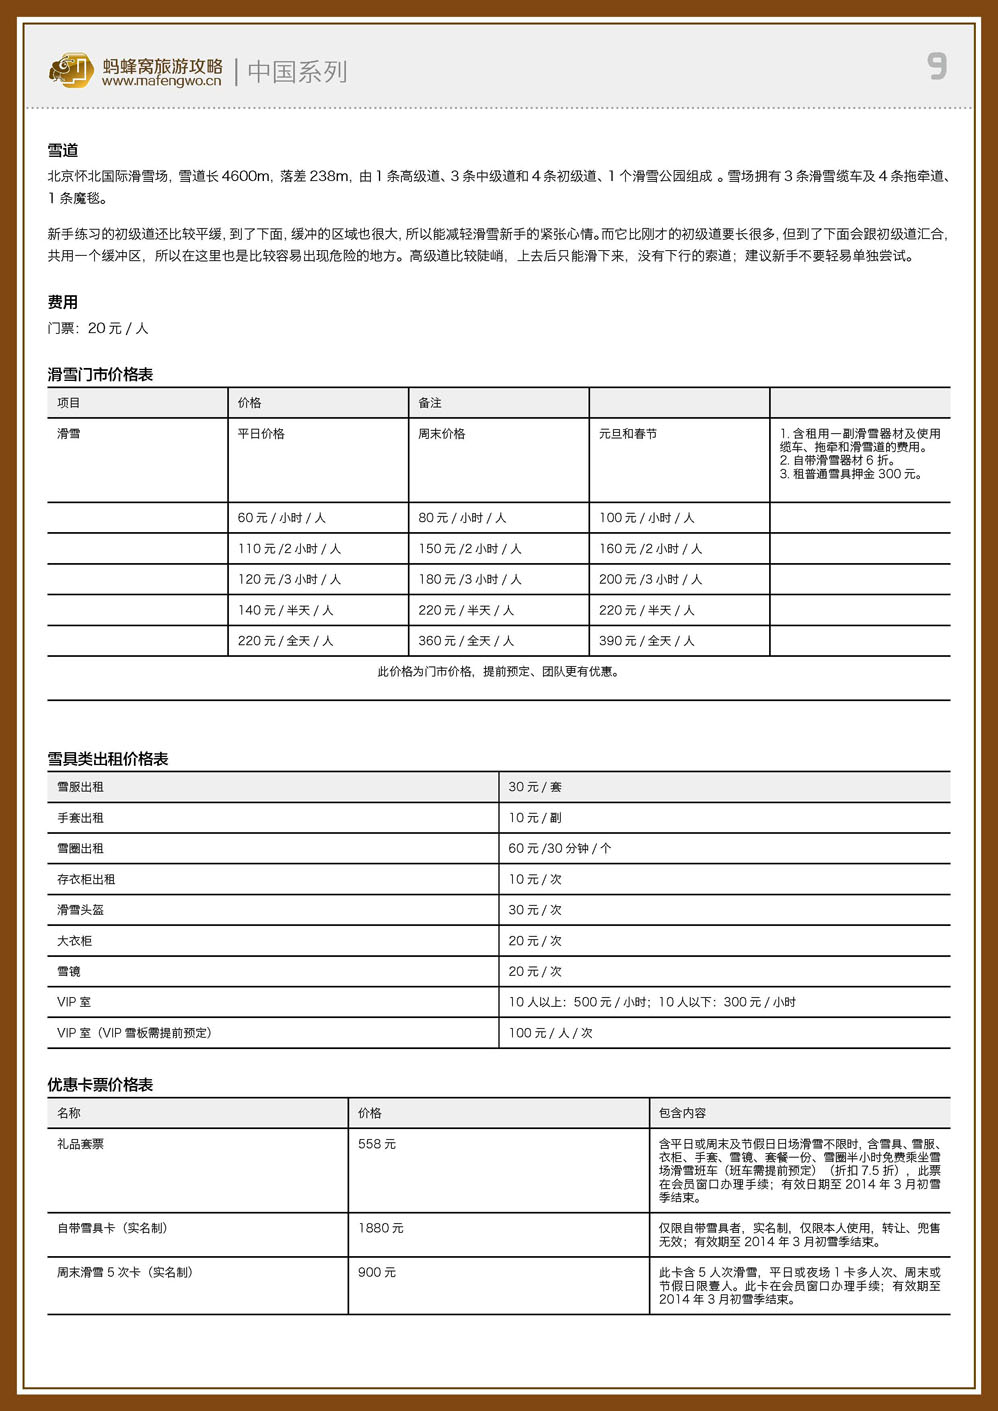 蚂蜂窝旅游攻略
www.mafengwo.cn
中国系列
9
雪道
北京怀北国际滑雪场，雪道长 4600m，落差 238m，由 1 条高级道、3 条中级道和 4 条初级道、1 个滑雪公园组成 。雪场拥有 3 条滑雪缆车及 4 条拖牵道、
1 条魔毯。
新手练习的初级道还比较平缓，到了下面，缓冲的区域也很大，所以能减轻滑雪新手的紧张心情。而它比刚才的初级道要长很多，但到了下面会跟初级道汇合，
共用一个缓冲区，所以在这里也是比较容易出现危险的地方。高级道比较陡峭，上去后只能滑下来，没有下行的索道；建议新手不要轻易单独尝试。
费用
门票：20 元 / 人
滑雪门市价格表
项目 价格 备注
滑雪 平日价格 周末价格 元旦和春节
1. 含租用一副滑雪器材及使用
缆车、拖牵和滑雪道的费用。
2. 自带滑雪器材 6 折。
3. 租普通雪具押金 300 元。
60 元 / 小时 / 人 80 元 / 小时 / 人 100 元 / 小时 / 人
110 元 /2 小时 / 人 150 元 /2 小时 / 人 160 元 /2 小时 / 人
120 元 /3 小时 / 人 180 元 /3 小时 / 人 200 元 /3 小时 / 人
140 元 / 半天 / 人 220 元 / 半天 / 人 220 元 / 半天 / 人
220 元 / 全天 / 人 360 元 / 全天 / 人 390 元 / 全天 / 人
此价格为门市价格，提前预定、团队更有优惠。
雪具类出租价格表
雪服出租 30 元 / 套
手套出租 10 元 / 副
雪圈出租 60 元 /30 分钟 / 个
存衣柜出租 10 元 / 次
滑雪头盔 30 元 / 次
大衣柜 20 元 / 次
雪镜 20 元 / 次
VIP 室 10 人以上：500 元 / 小时；10 人以下：300 元 / 小时
VIP 室（VIP 雪板需提前预定） 100 元 / 人 / 次
优惠卡票价格表
名称 价格 包含内容
礼品套票 558 元
含平日或周末及节假日日场滑雪不限时，含雪具、雪服、
衣柜、手套、雪镜、套餐一份、雪圈半小时免费乘坐雪
场滑雪班车（班车需提前预定）（折扣 7.5 折），此票
在会员窗口办理手续；有效日期至 2014 年 3 月初雪
季结束。
自带雪具卡（实名制） 1880 元
仅限自带雪具者，实名制，仅限本人使用，转让、兜售
无效；有效期至 2014 年 3 月初雪季结束。
周末滑雪 5 次卡（实名制） 900 元
此卡含 5 人次滑雪，平日或夜场 1 卡多人次、周末或
节假日限壹人。此卡在会员窗口办理手续；有效期至
2014 年 3 月初雪季结束。